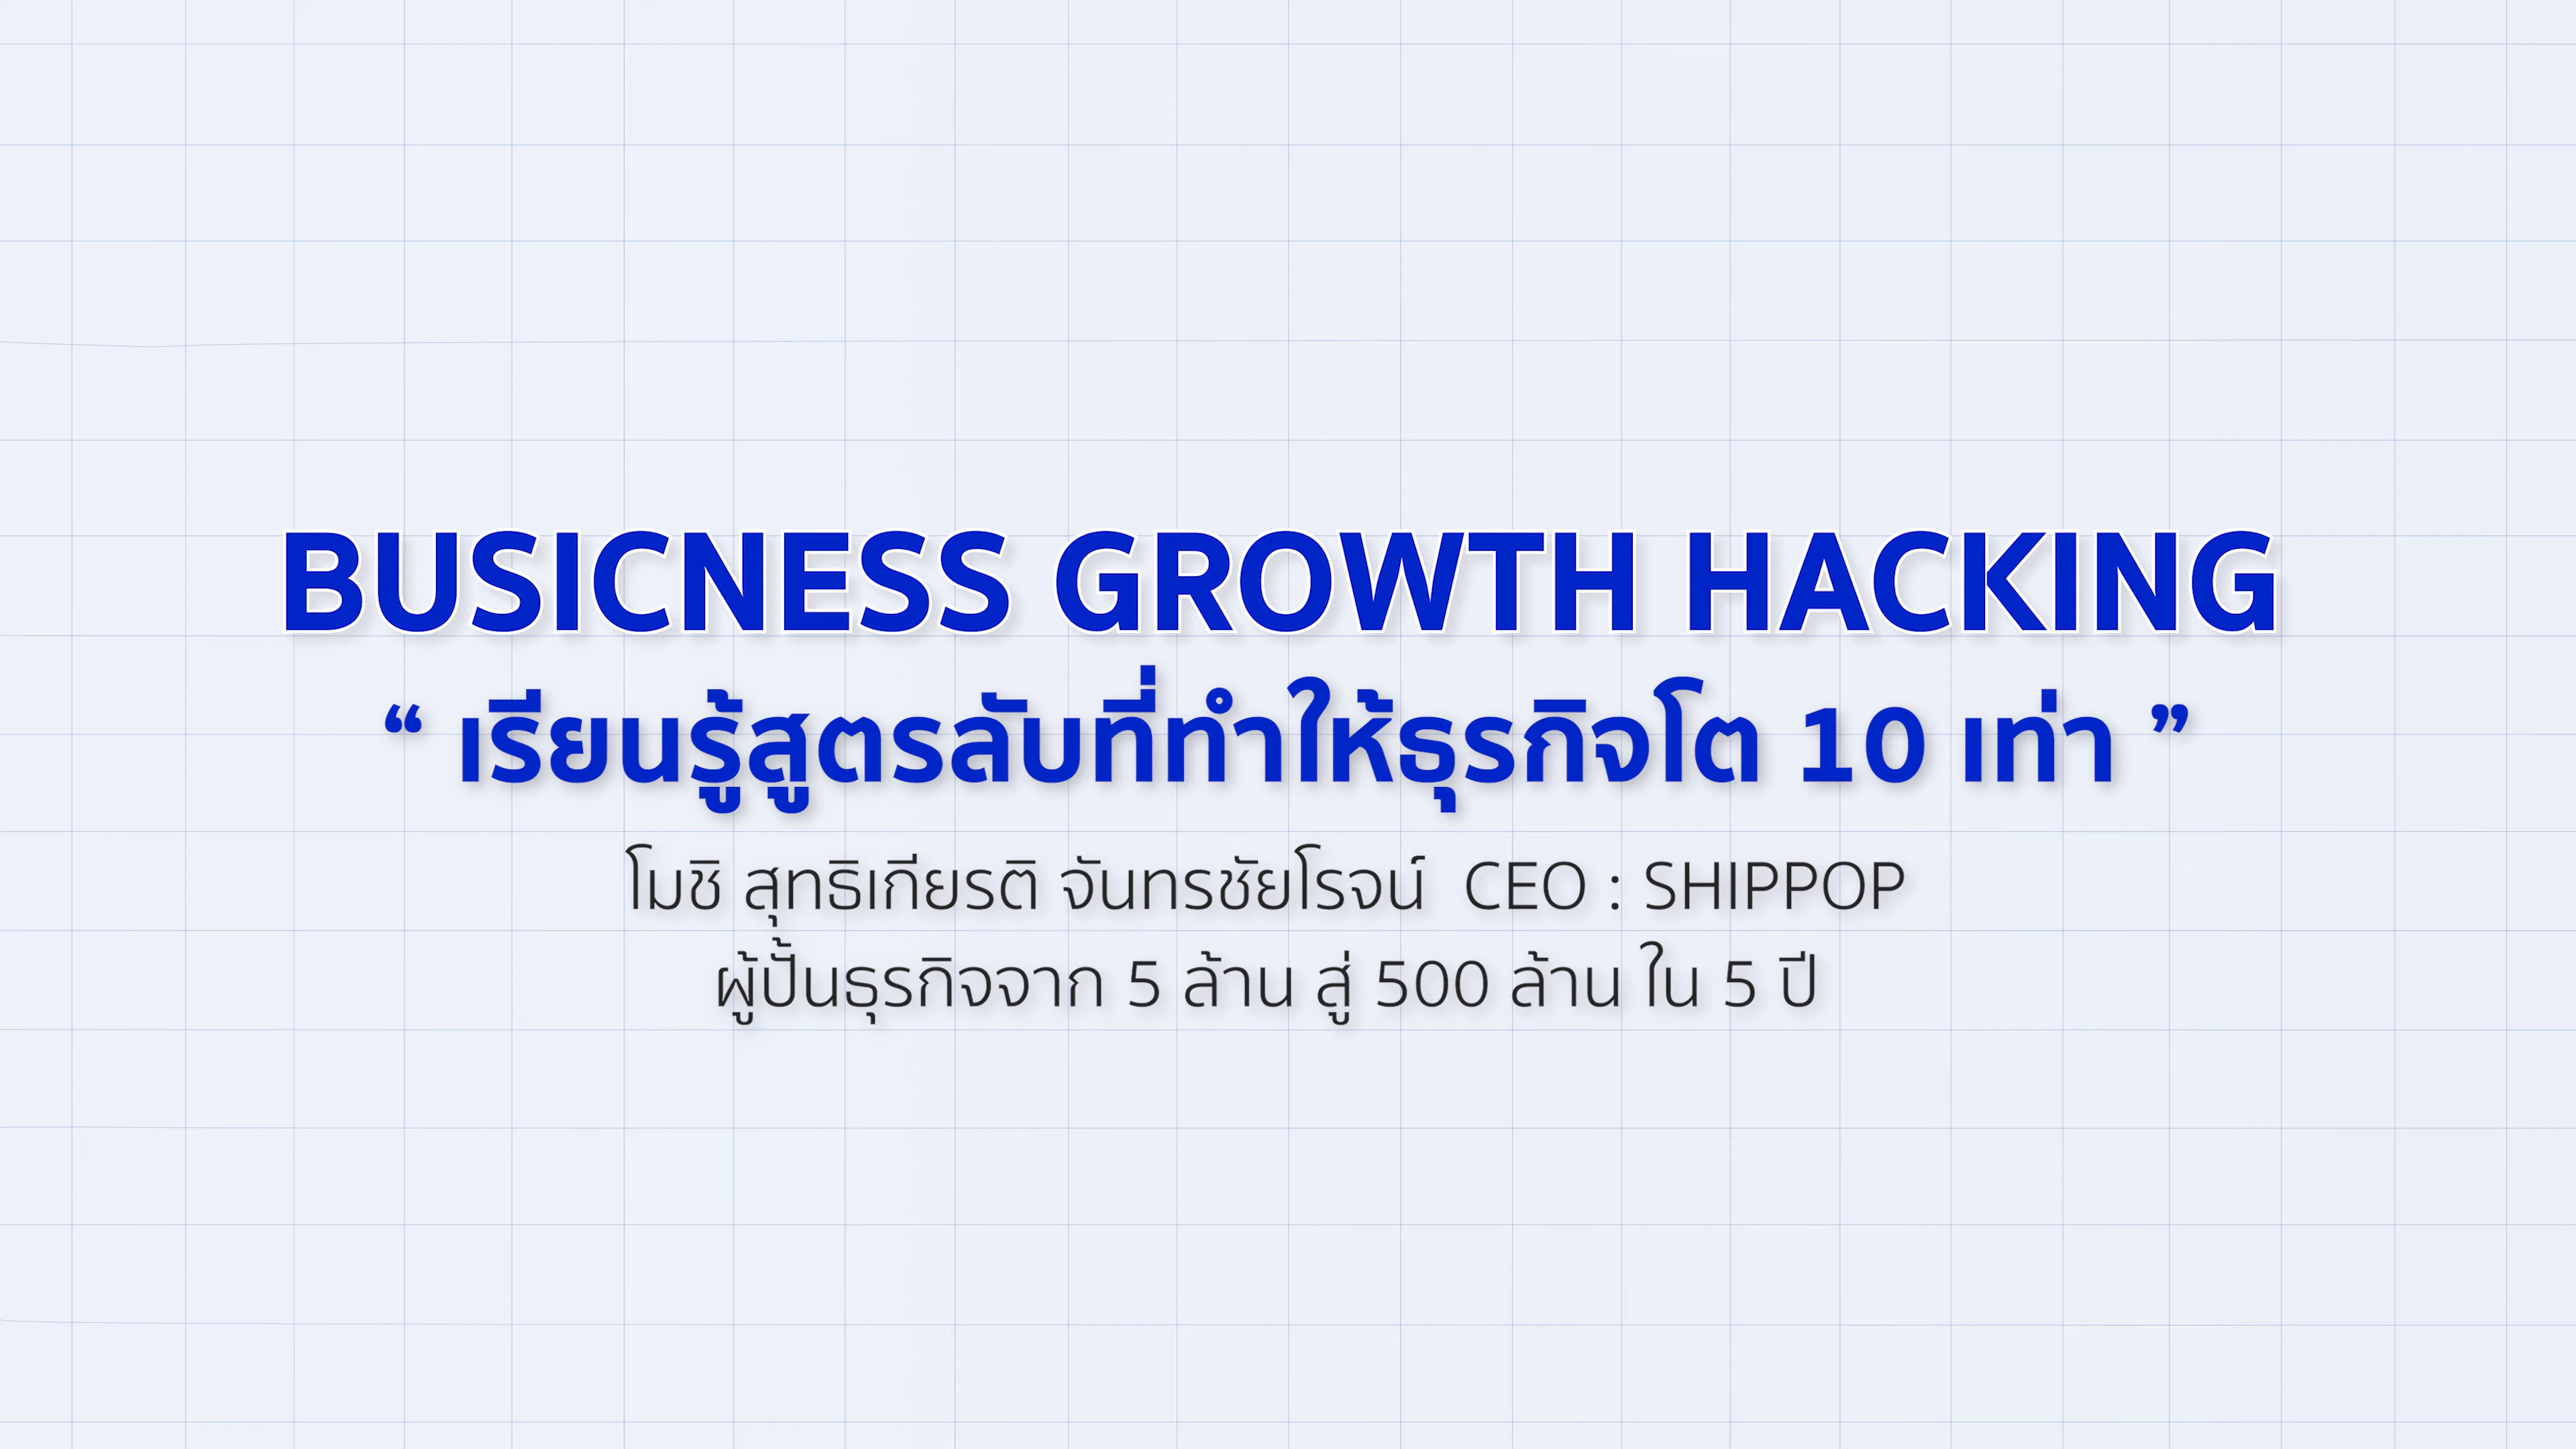 BUSICNESS GROWTH HACKING
“ เรียนรู้สูตรลับที่ทำให้ธุรกิจโต 10 เท่า ”
โมชิ สุทธิเกียรติ จันทรชัยโรจน์  CEO : SHIPPOP
ผู้ปั้นธุรกิจจาก 5 ล้าน สู่ 500 ล้าน ใน 5 ปี